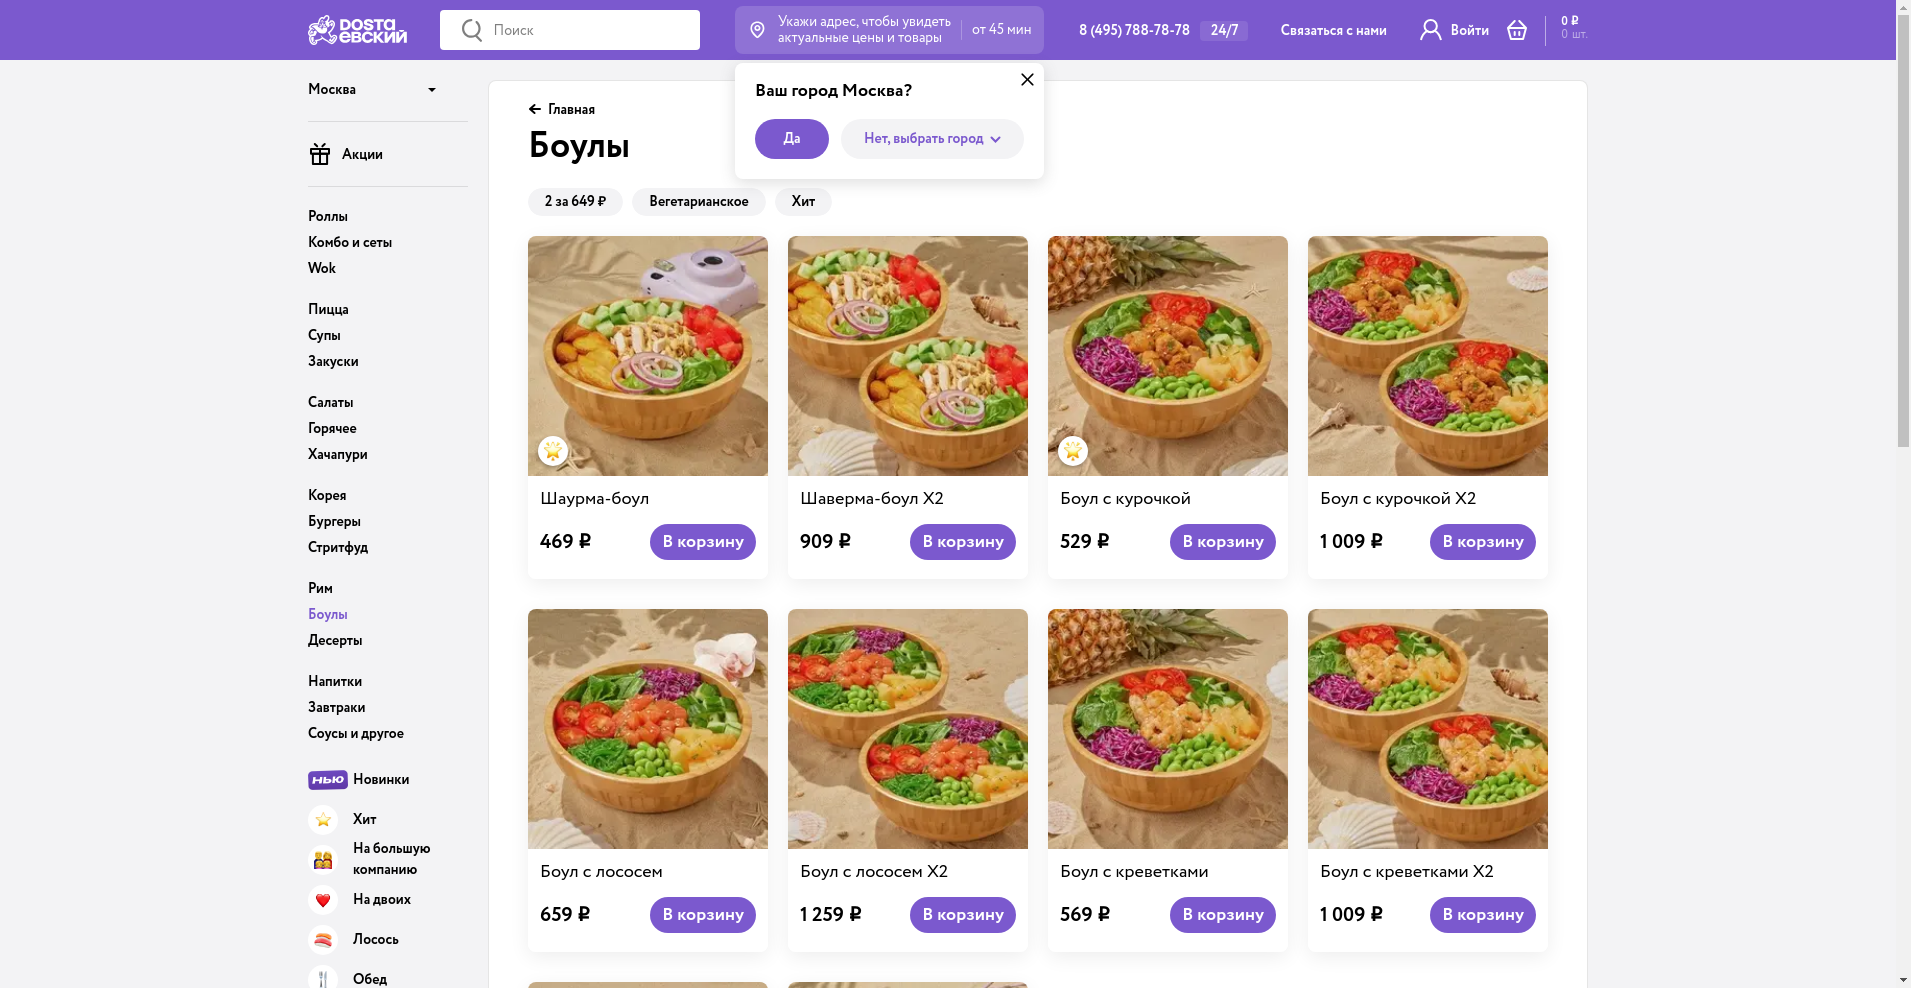 DOSTAЕВСКИЙ
Поиск
Укажи адрес, чтобы увидеть
актуальные цены и товары
от 45 мин
8 (495) 788-78-78
24/7
Связаться с нами
Войти
0 ₽
0 шт.
Ваш город Москва?
Да
Нет, выбрать город
Москва
Акции
Роллы
Комбо и сеты
Wok
Пицца
Супы
Закуски
Салаты
Горячее
Хачапури
Корея
Бургеры
Стритфуд
Рим
Боулы
Десерты
Напитки
Завтраки
Соусы и другое
НЬЮ Новинки
Хит
На большую
компанию
На двоих
Лосось
Обед
Главная
Боулы
2 за 649 ₽
Вегетарианское
Хит
Шаурма-боул
469 ₽
В корзину
Шаверма-боул Х2
909 ₽
В корзину
Боул с курочкой
529 ₽
В корзину
Боул с курочкой Х2
1 009 ₽
В корзину
Боул с лососем
659 ₽
В корзину
Боул с лососем Х2
1 259 ₽
В корзину
Боул с креветками
569 ₽
В корзину
Боул с креветками Х2
1 009 ₽
В корзину